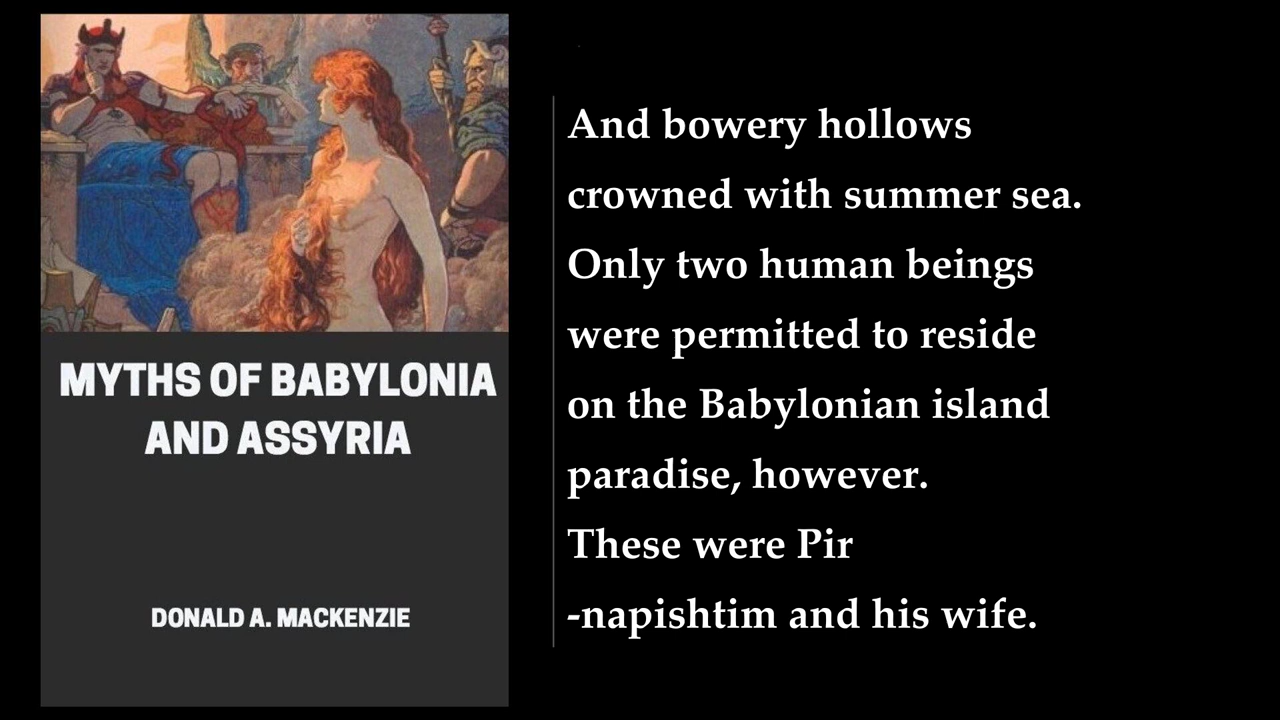 MYTHS OF BABYLONIA
AND ASSYRIA
DONALD A. MACKENZIE
And bowery hollows
crowned with summer sea.
Only two human beings
were permitted to reside
on the Babylonian island
paradise, however.
These were Pir
-napishtim and his wife.